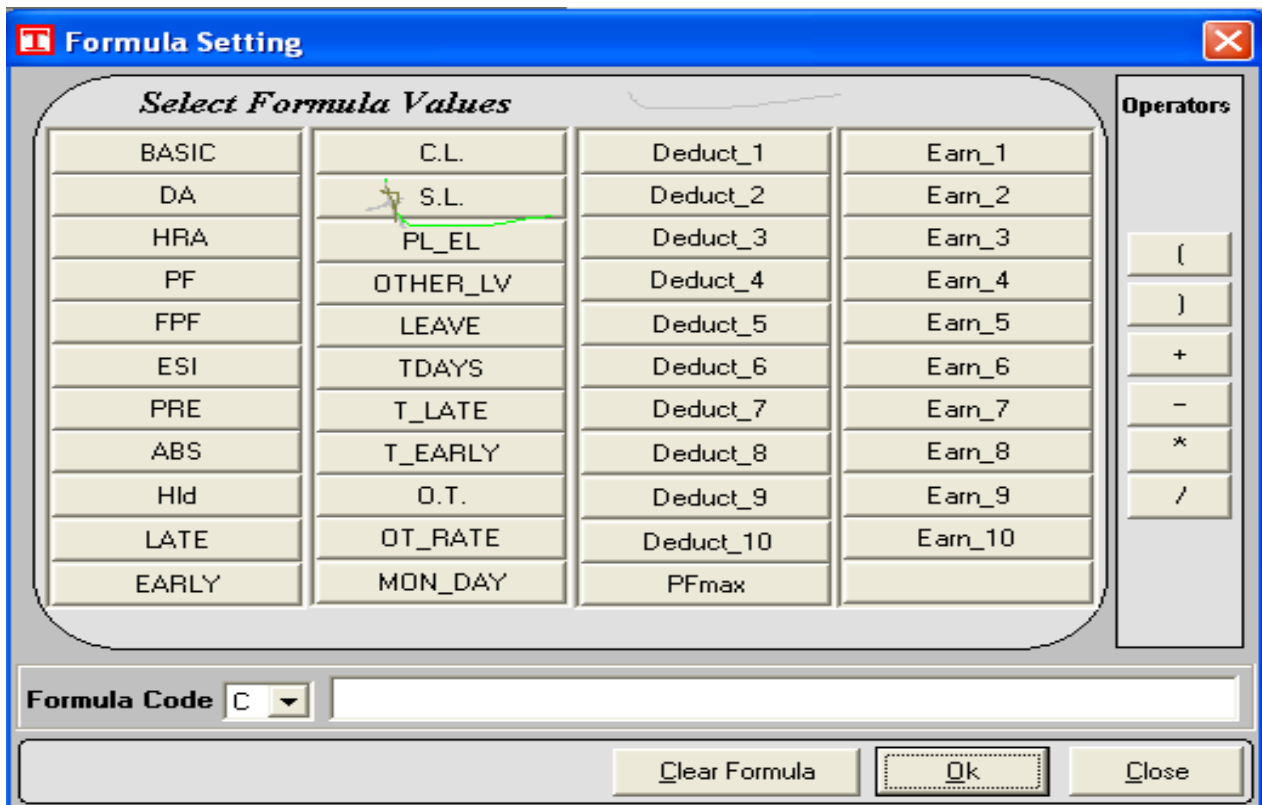 Formula Setting
Select Formula Values
Operators
BASIC C.L. Deduct_1 Earn_1
DA S.L. Deduct_2 Earn_2
HRA PL_EL Deduct_3 Earn_3
(
PF OTHER_LV Deduct_4 Earn_4
)
FPF LEAVE Deduct_5 Earn_5
+
ESI TDAYS Deduct_6 Earn_6
PRE T_LATE Deduct_7 Earn_7
-
ABS T_EARLY Deduct_8 Earn_8
*
Hld O.T. Deduct_9 Earn_9
/
LATE OT_RATE Deduct_10 Earn_10
EARLY MON_DAY PFmax
Formula Code C
Clear Formula Ok Close